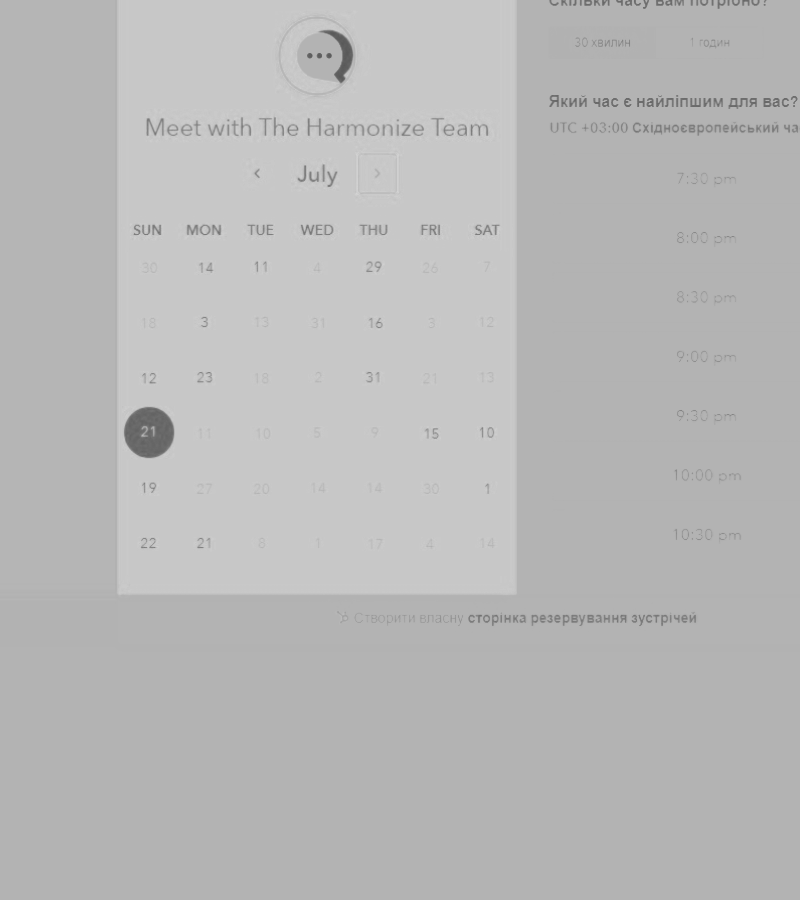 Скільки часу вам потрібно?
30 хвилин 1 годин
Meet with The Harmonize Team
July
SUN MON TUE WED THU FRI SAT
30 14 11 4 29 26 7
18 3 13 31 16 3 12
12 23 18 2 31 21 13
21 11 10 5 9 15 10
19 27 20 14 14 30 1
22 21 8 1 17 4 14
Який час є найліпшим для вас?
UTC +03:00 Східноєвропейський ча
7:30 pm
8:00 pm
8:30 pm
9:00 pm
9:30 pm
10:00 pm
10:30 pm
Створити власну сторінка резервування зустрічей